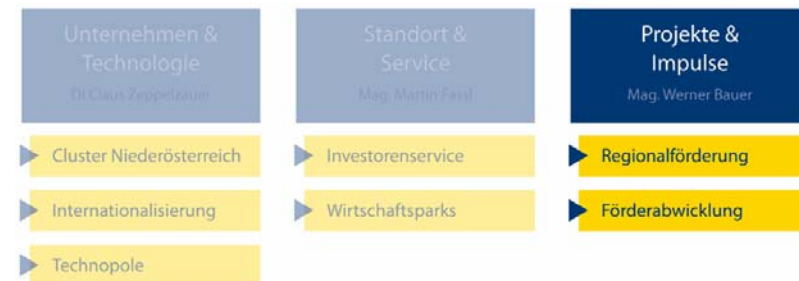 Unternehmen &
Technologie
DI Claus Zeppelzauer
Cluster Niederösterreich
Internationalisierung
Technopole
Standort &
Service
Mag. Martin Fassl
Investorenservice
Wirtschaftsparks
Projekte &
Impulse
Mag. Werner Bauer
Regionalförderung
Förderabwicklung